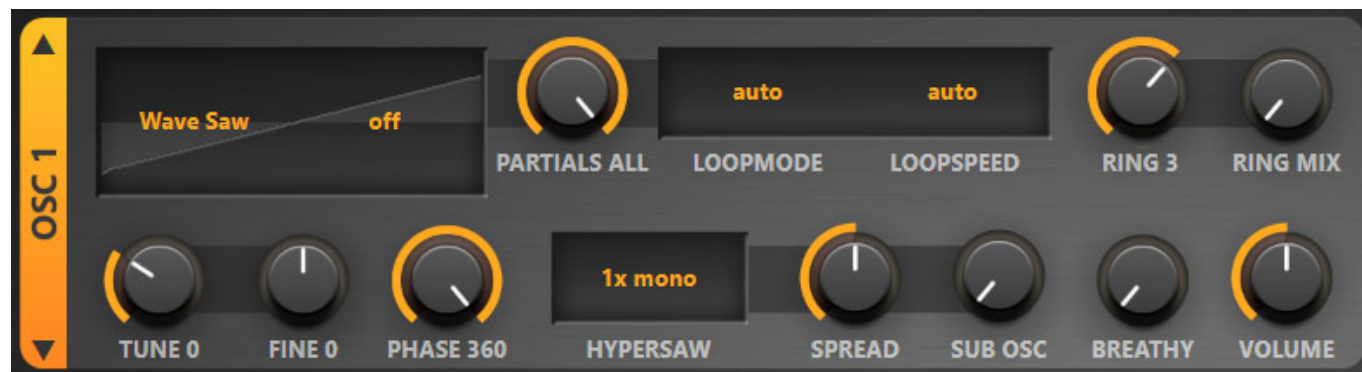 OSC 1
Wave Saw off
auto auto
PARTIALS ALL LOOPMODE LOOPSPEED RING 3 RING MIX
1x mono
TUNE 0 FINE 0 PHASE 360 HYPERSAW SPREAD SUB OSC BREATHY VOLUME